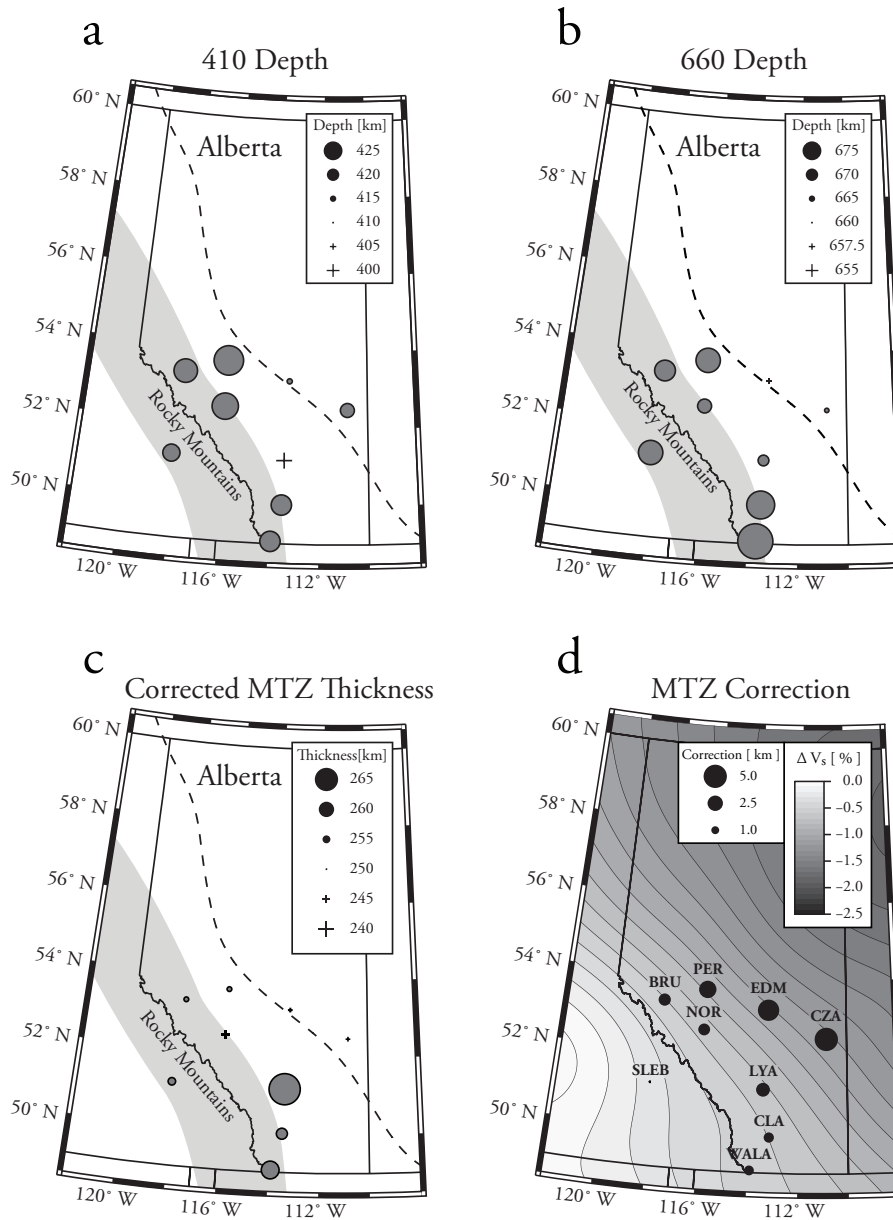 a
410 Depth
60° N
58° N
56° N
54° N
52° N
50° N
120° W
116° W
112° W
Alberta
Rocky Mountains
Depth [km]
425
420
415
410
405
400
b
660 Depth
60° N
58° N
56° N
54° N
52° N
50° N
120° W
116° W
112° W
Alberta
Rocky Mountains
Depth [km]
675
670
665
660
657.5
655
c
Corrected MTZ Thickness
60° N
58° N
56° N
54° N
52° N
50° N
120° W
116° W
112° W
Alberta
Rocky Mountains
Thickness[km]
265
260
255
250
245
240
d
MTZ Correction
60° N
58° N
56° N
54° N
52° N
50° N
120° W
116° W
112° W
Correction [ km ]
5.0
2.5
1.0
Δ Vs [ % ]
0.0
−0.5
−1.0
−1.5
−2.0
−2.5
BRU
PER
EDM
NOR
CZA
SLEB
LYA
CLA
WALA